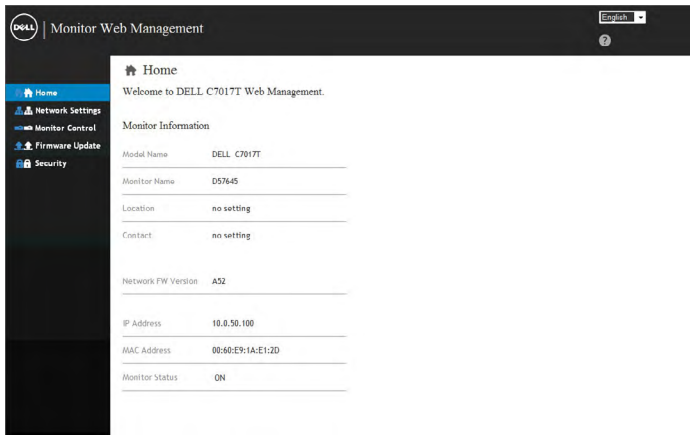 DELL | Monitor Web Management
English
?
Home
Network Settings
Monitor Control
Firmware Update
Security
Home
Welcome to DELL C7017T Web Management.
Monitor Information
Model Name DELL C7017T
Monitor Name D57645
Location no setting
Contact no setting
Network FW Version A52
IP Address 10.0.50.100
MAC Address 00:60:E9:1A:E1:2D
Monitor Status ON